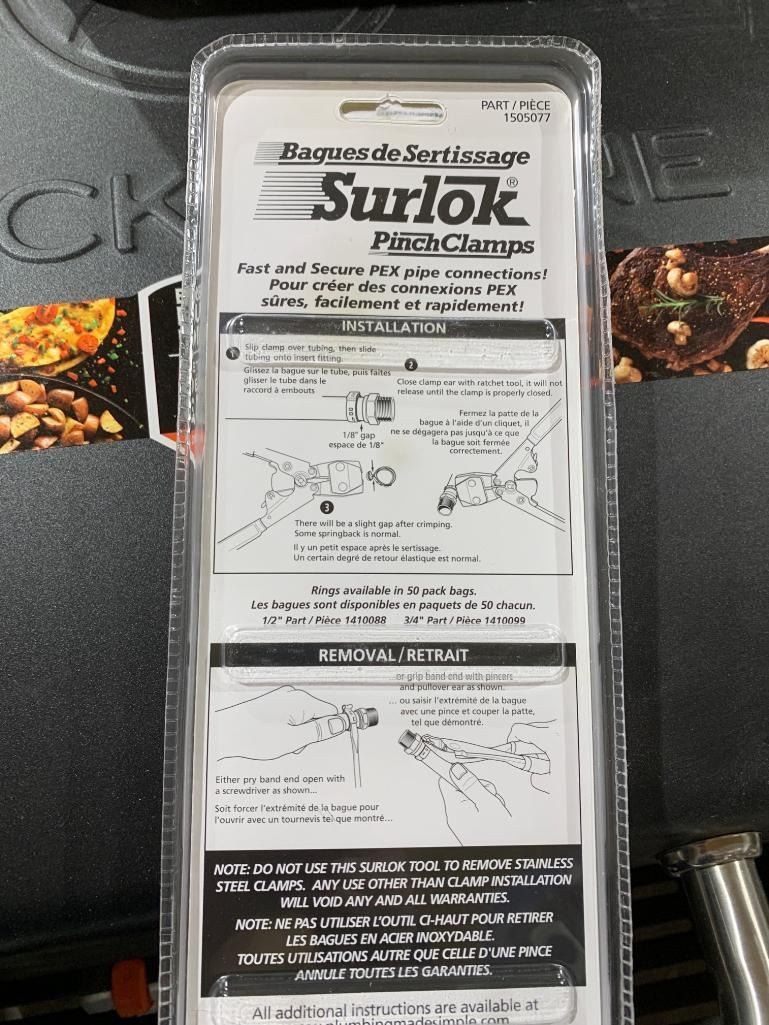 PART / PIÈCE
1505077
Bagues de Sertissage
Surlok®
PinchClamps
Fast and Secure PEX pipe connections!
Pour créer des connexions PEX
sûres, facilement et rapidement!
INSTALLATION
1
Slip clamp over tubing, then slide
tubing onto insert fitting.
Glissez la bague sur le tube, puis faites
glisser le tube dans le
raccord à embouts
1/8" gap
espace de 1/8"
2
Close clamp ear with ratchet tool, it will not
release until the clamp is properly closed.
Fermez la patte de la
bague à l'aide d'un cliquet, il
ne se dégagera pas jusqu'à ce que
la bague soit fermée
correctement.
3
There will be a slight gap after crimping.
Some springback is normal.
Il y un petit espace après le sertissage.
Un certain degré de retour élastique est normal.
Rings available in 50 pack bags.
Les bagues sont disponibles en paquets de 50 chacun.
1/2" Part / Pièce 1410088 3/4" Part / Pièce 1410099
REMOVAL/RETRAIT
or grip band end with pincers
and pullover ear as shown.
... ou saisir l'extrémité de la bague
avec une pince et couper la patte,
tel que démontré.
Either pry band end open with
a screwdriver as shown...
Soit forcer l'extrémité de la bague pour
l'ouvrir avec un tournevis tel que montré...
NOTE: DO NOT USE THIS SURLOK TOOL TO REMOVE STAINLESS
STEEL CLAMPS. ANY USE OTHER THAN CLAMP INSTALLATION
WILL VOID ANY AND ALL WARRANTIES.
NOTE: NE PAS UTILISER L'OUTIL CI-HAUT POUR RETIRER
LES BAGUES EN ACIER INOXYDABLE.
TOUTES UTILISATIONS AUTRE QUE CELLE D'UNE PINCE
ANNULE TOUTES LES GARANTIES.
All additional instructions are available at
plumbingmadesimple.com